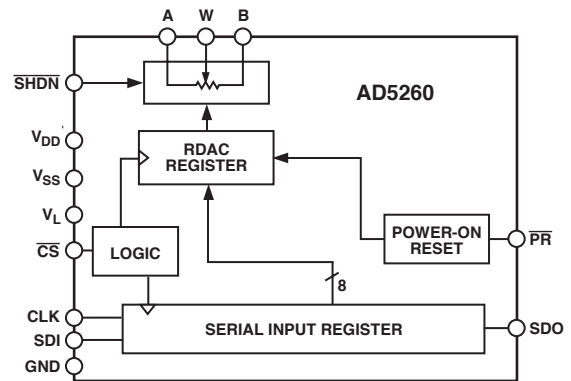 A W B
SHDN
AD5260
VDD
RDAC
REGISTER
VSS
VL
CS
LOGIC
POWER-ON
RESET
PR
8
CLK
SERIAL INPUT REGISTER
SDO
SDI
GND